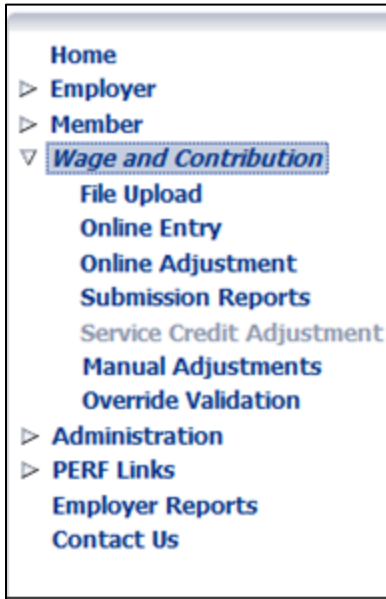 Home
Employer
Member
Wage and Contribution
File Upload
Online Entry
Online Adjustment
Submission Reports
Service Credit Adjustment
Manual Adjustments
Override Validation
Administration
PERF Links
Employer Reports
Contact Us